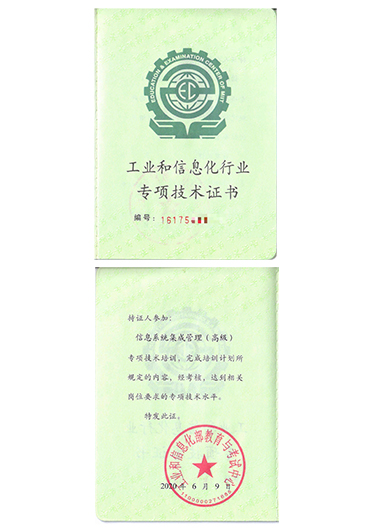 EDUCATION & EXAMINATION CENTER OF MIIT
工业和信息化行业
专项技术证书
编号：16175
持证人参加：
信息系统集成管理（高级）
专项技术培训，完成培训计划所
规定的内容，经考核，达到相关
岗位要求的专项技术水平。
特发此证。
工业和信息化部教育与考试中心
2020 年 6 月 9 日